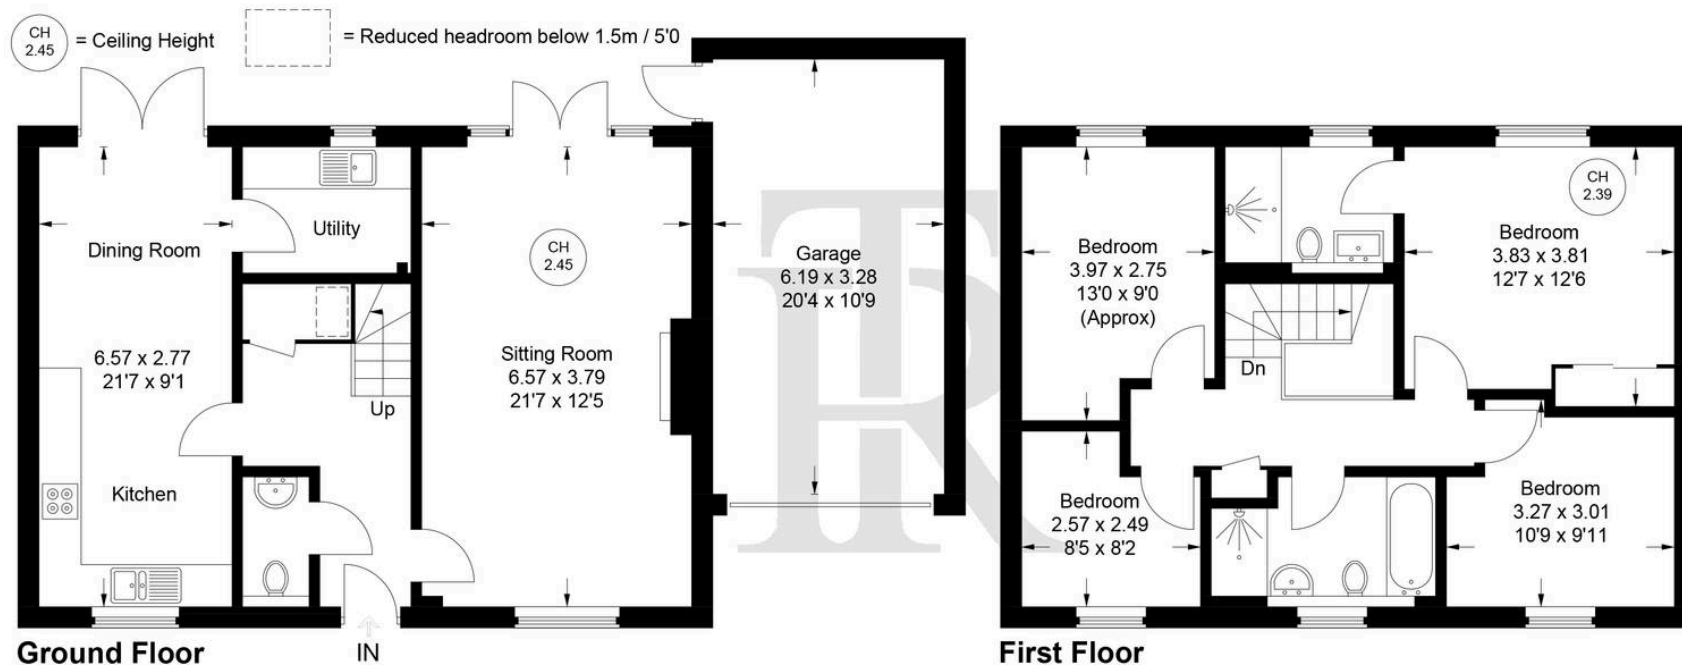 CH
2.45
= Ceiling Height
= Reduced headroom below 1.5m / 5'0
Dining Room
6.57 x 2.77
21'7 x 9'1
Kitchen
Utility
Up
CH
2.45
Sitting Room
6.57 x 3.79
21'7 x 12'5
Garage
6.19 x 3.28
20'4 x 10'9
IN
Ground Floor
TR
Bedroom
3.97 x 2.75
13'0 x 9'0
(Approx)
Dn
CH
2.39
Bedroom
3.83 x 3.81
12'7 x 12'6
Bedroom
2.57 x 2.49
8'5 x 8'2
Bedroom
3.27 x 3.01
10'9 x 9'11
First Floor